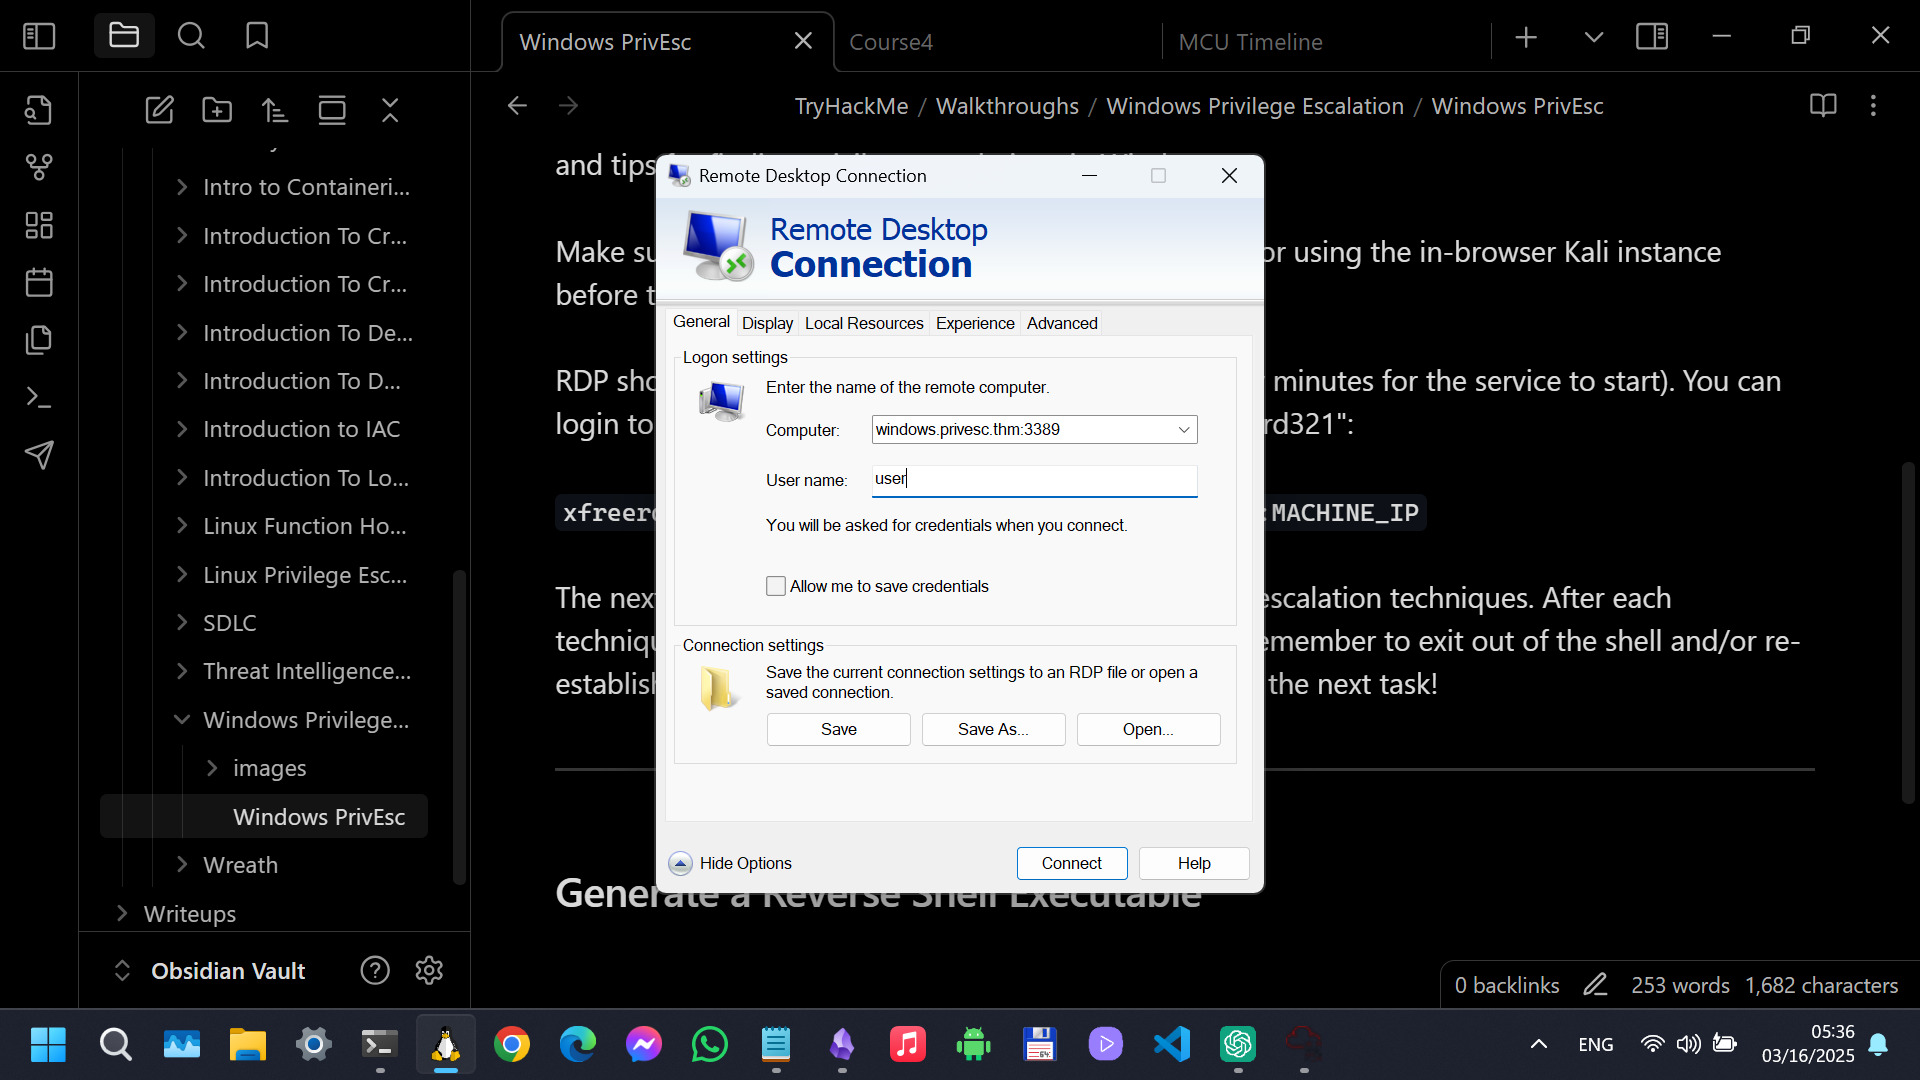 Windows PrivEsc
Course4
MCU Timeline
TryHackMe / Walkthroughs / Windows Privilege Escalation / Windows PrivEsc
Intro to Containeri...
Introduction To Cr...
Introduction To Cr...
Introduction To De...
Introduction To D...
Introduction to IAC
Introduction To Lo...
Linux Function Ho...
Linux Privilege Esc...
SDLC
Threat Intelligence...
Windows Privilege...
images
Windows PrivEsc
Wreath
Writeups
Obsidian Vault
and tips
Make su
or using the in-browser Kali instance
before t
RDP sho
minutes for the service to start). You can
login to
rd321":
xfreer
:MACHINE_IP
The nex
escalation techniques. After each
techniqu
emember to exit out of the shell and/or re-
establish
the next task!
Generate a Reverse Shell Executable
Remote Desktop Connection
Remote Desktop
Connection
General Display Local Resources Experience Advanced
Logon settings
Enter the name of the remote computer.
Computer: windows.privesc.thm:3389
User name: user
You will be asked for credentials when you connect.
Allow me to save credentials
Connection settings
Save the current connection settings to an RDP file or open a
saved connection.
Save Save As... Open...
Hide Options Connect Help
0 backlinks 253 words 1,682 characters
64
ENG
05:36
03/16/2025